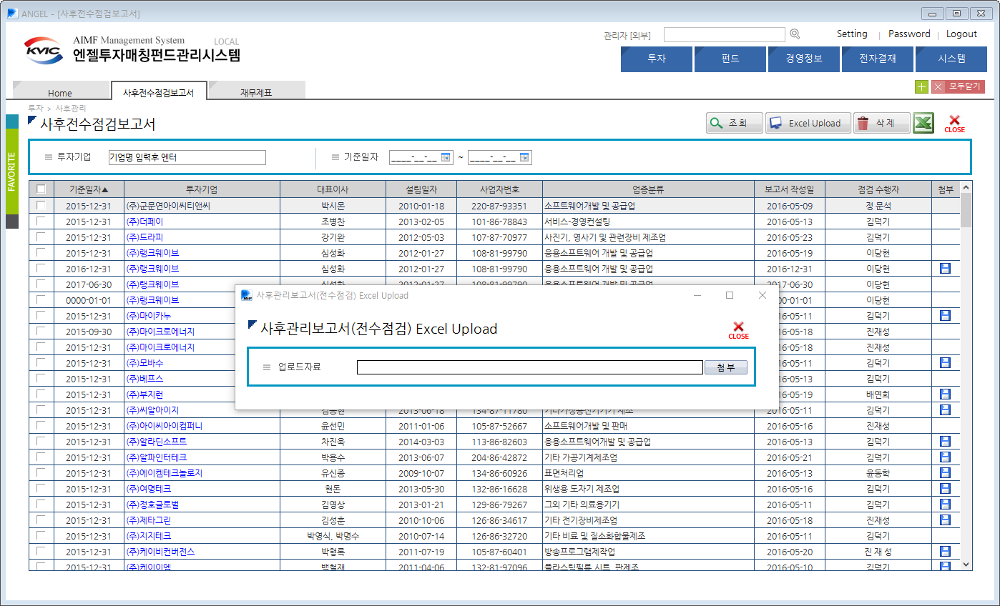 ANGEL - [사후전수점검보고서]
KVIC
AIMF Management System LOCAL
엔젤투자매칭펀드관리시스템
관리자 [외부]
Setting | Password | Logout
투자 펀드 경영정보 전자결재 시스템
Home 사후전수점검보고서 재무제표 모두닫기
투자 > 사후관리
사후전수점검보고서
조 회 Excel Upload 삭 제 CLOSE
FAVORITE
투자기업 기업명 입력후 엔터 기준일자 ____-__-__ ~ ____-__-__
기준일자▲ 투자기업 대표이사 설립일자 사업자번호 업종분류 보고서 작성일 점검 수행자 첨부
2015-12-31 (주)군문연아이씨티앤씨 박시몬 2010-01-18 220-87-93351 소프트웨어개발 및 공급업 2016-05-09 정 문석
2015-12-31 (주)더페이 조병찬 2013-02-05 101-86-78843 서비스-경영컨설팅 2016-05-13 김덕기
2015-12-31 (주)드라피 강기완 2012-05-03 107-87-70977 사진기, 영사기 및 관련장비 제조업 2016-05-23 김덕기
2015-12-31 (주)랭크웨이브 심성화 2012-01-27 108-81-99790 응용소프트웨어 개발 및 공급업 2016-05-19 이당헌
2016-12-31 (주)랭크웨이브 심성화 2012-01-27 108-81-99790 응용소프트웨어 개발 및 공급업 2016-12-31 이당헌
2017-06-30 (주)랭크웨이브 심성화 2012-01-27 108-81-99790 응용소프트웨어 개발 및 공급업 2017-06-30 이당헌
0000-01-01 (주)랭크웨이브 00-01-01 이당헌
2015-12-31 (주)마이카누 16-05-11 김덕기
2015-09-30 (주)마이크로에너지 16-05-18 진재성
2015-12-31 (주)마이크로에너지 16-05-18 진재성
2015-12-31 (주)모바수 16-05-11 김덕기
2015-12-31 (주)베프스 16-05-13 김덕기
2015-12-31 (주)부지런 16-05-19 배연희
사후관리보고서(전수점검) Excel Upload
사후관리보고서(전수점검) Excel Upload
CLOSE
업로드자료 첨 부
2015-12-31 (주)씨알아이지 2013-06-18 134-87-11780 기타가정용전기기기 제조 2016-05-11 김덕기
2015-12-31 (주)아이씨아이컴퍼니 윤선민 2011-01-06 105-87-52667 소프트웨어개발 및 판매 2016-05-16 진재성
2015-12-31 (주)알라딘소프트 차진욱 2014-03-03 113-86-82603 응용소프트웨어개발 및 공급업 2016-05-13 김덕기
2015-12-31 (주)알파인터테크 박용수 2013-06-07 204-86-42872 기타 가공기계제조업 2016-05-21 김덕기
2015-12-31 (주)에이켐테크놀로지 유신종 2009-10-07 134-86-60926 표면처리업 2016-05-13 윤동학
2015-12-31 (주)여명테크 현돈 2013-05-30 132-86-16628 위생용 도자기 제조업 2016-05-16 김덕기
2015-12-31 (주)정호글로벌 김영상 2013-01-21 129-86-79267 그외 기타 의료용기기 2016-05-11 김덕기
2015-12-31 (주)제타그린 김성훈 2010-10-06 126-86-34617 기타 전기장비제조업 2016-05-18 진재성
2015-12-31 (주)지지테크 박영식, 박명수 2010-07-14 126-86-32720 기타 비료 및 질소화합물제조 2016-05-11 김덕기
2015-12-31 (주)케이비컨버전스 박형록 2011-07-19 105-87-60401 방송프로그램제작업 2016-05-20 진 재 성
2015-12-31 (주)케이이엠 백철재 2011-04-06 132-81-97096 플라스틱필름 시트, 판제조 2016-05-10 김덕기